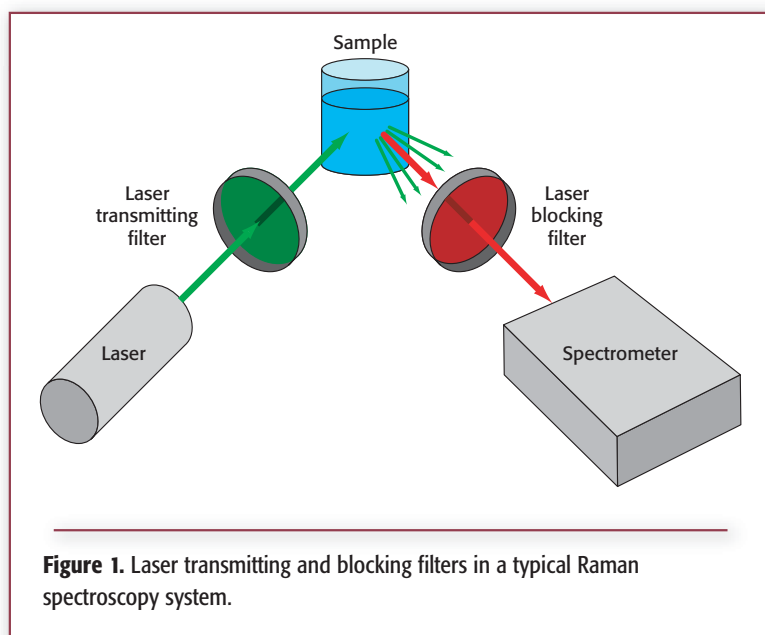 Sample
Laser
transmitting
filter
Laser
blocking
filter
Laser
Spectrometer
Figure 1. Laser transmitting and blocking filters in a typical Raman
spectroscopy system.